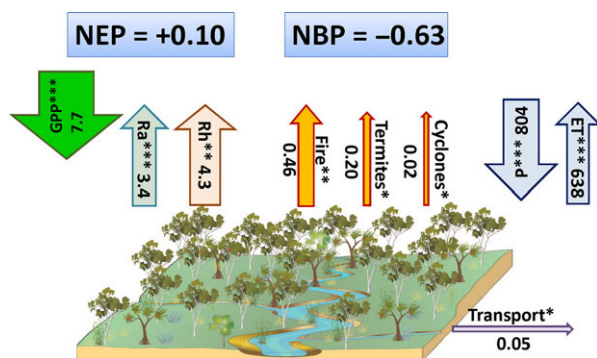 NEP = +0.10
NBP = −0.63
GPP***
7.7
Ra*** 3.4
Rh** 4.3
Fire**
0.46
Termites*
0.20
Cyclones*
0.02
P*** 804
ET*** 638
Transport*
0.05